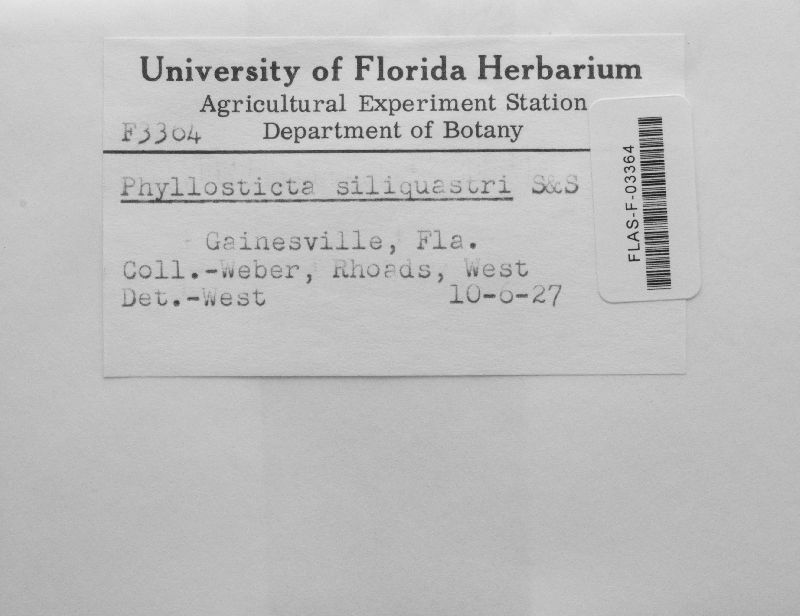 University of Florida Herbarium
Agricultural Experiment Station
F3304 Department of Botany
Phyllosticta siliquastri S&S
Gainesville, Fla.
Coll.-Weber, Rhoads, West
Det.-West 10-6-27
FLAS-F-03364